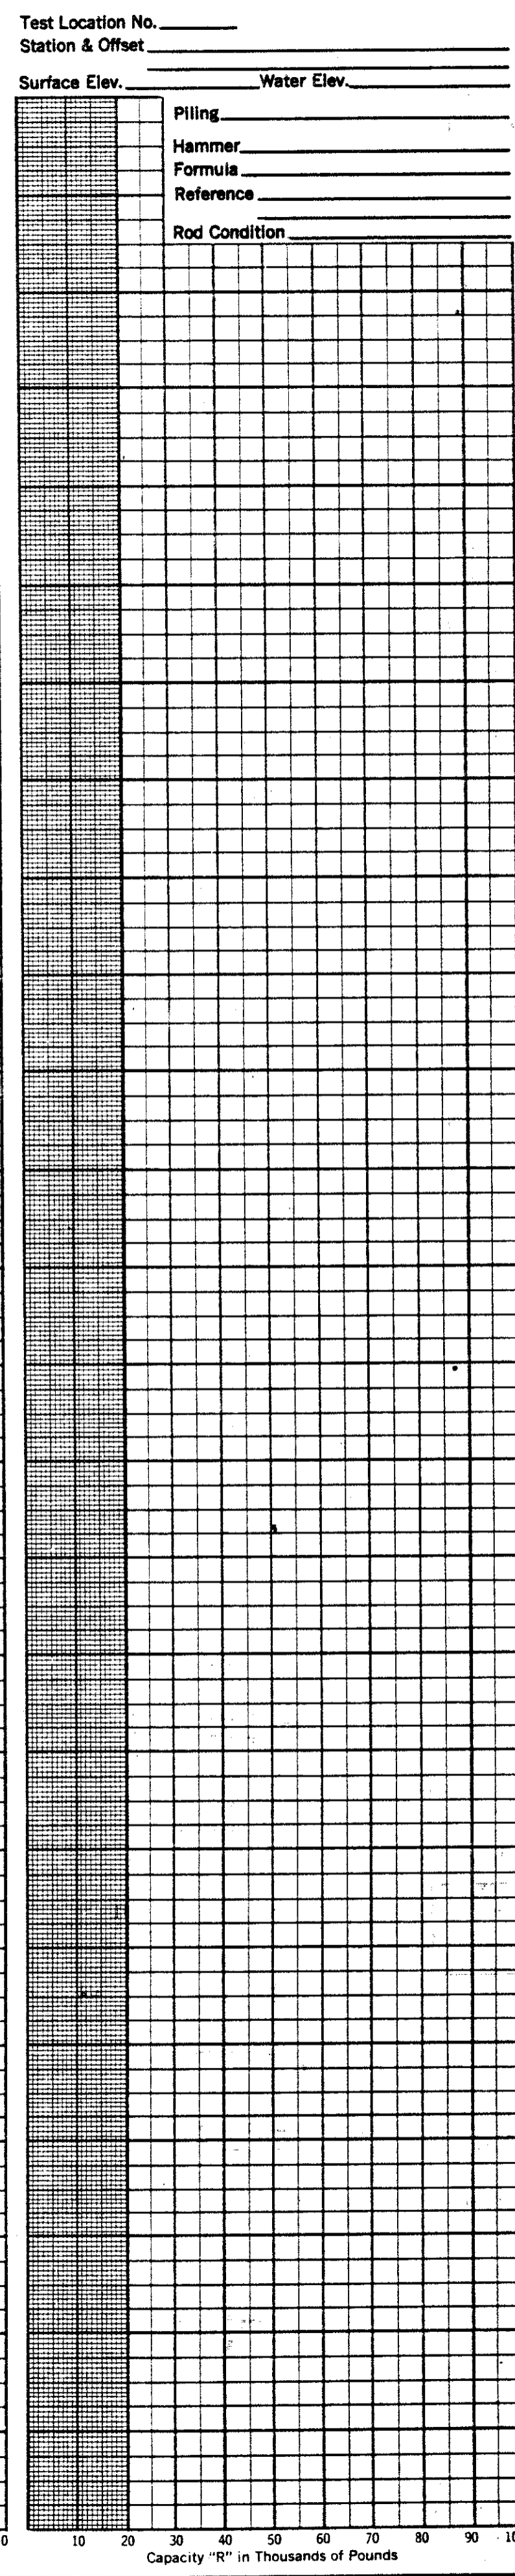 Test Location No.
Station & Offset
Surface Elev. Water Elev.
Piling
Hammer
Formula
Reference
Rod Condition
0 10 20 30 40 50 60 70 80 90 10
Capacity "R" in Thousands of Pounds